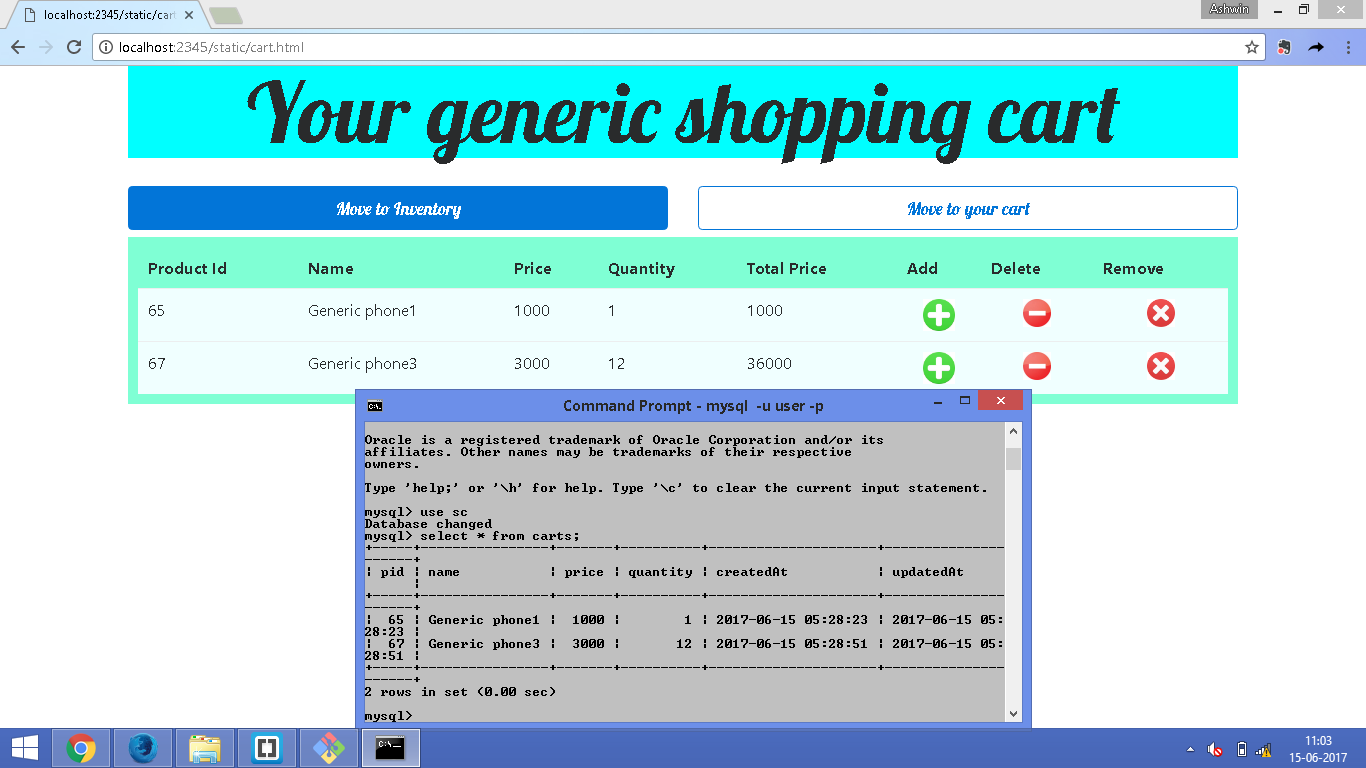 localhost:2345/static/car
Ashwin
localhost:2345/static/cart.html
Your generic shopping cart
Move to Inventory Move to your cart
Product Id Name Price Quantity Total Price Add Delete Remove
65 Generic phone1 1000 1 1000
67 Generic phone3 3000 12 36000
Command Prompt - mysql -u user -p
Oracle is a registered trademark of Oracle Corporation and/or its
affiliates. Other names may be trademarks of their respective
owners.
Type 'help;' or '\h' for help. Type '\c' to clear the current input statement.
mysql> use sc
Database changed
mysql> select * from carts;
+-----+----------------+-------+----------+---------------------+---------------
------+
| pid | name | price | quantity | createdAt | updatedAt
|
+-----+----------------+-------+----------+---------------------+---------------
------+
| 65 | Generic phone1 | 1000 | 1 | 2017-06-15 05:28:23 | 2017-06-15 05:
28:23 |
| 67 | Generic phone3 | 3000 | 12 | 2017-06-15 05:28:51 | 2017-06-15 05:
28:51 |
+-----+----------------+-------+----------+---------------------+---------------
------+
2 rows in set (0.00 sec)
mysql>
11:03
15-06-2017